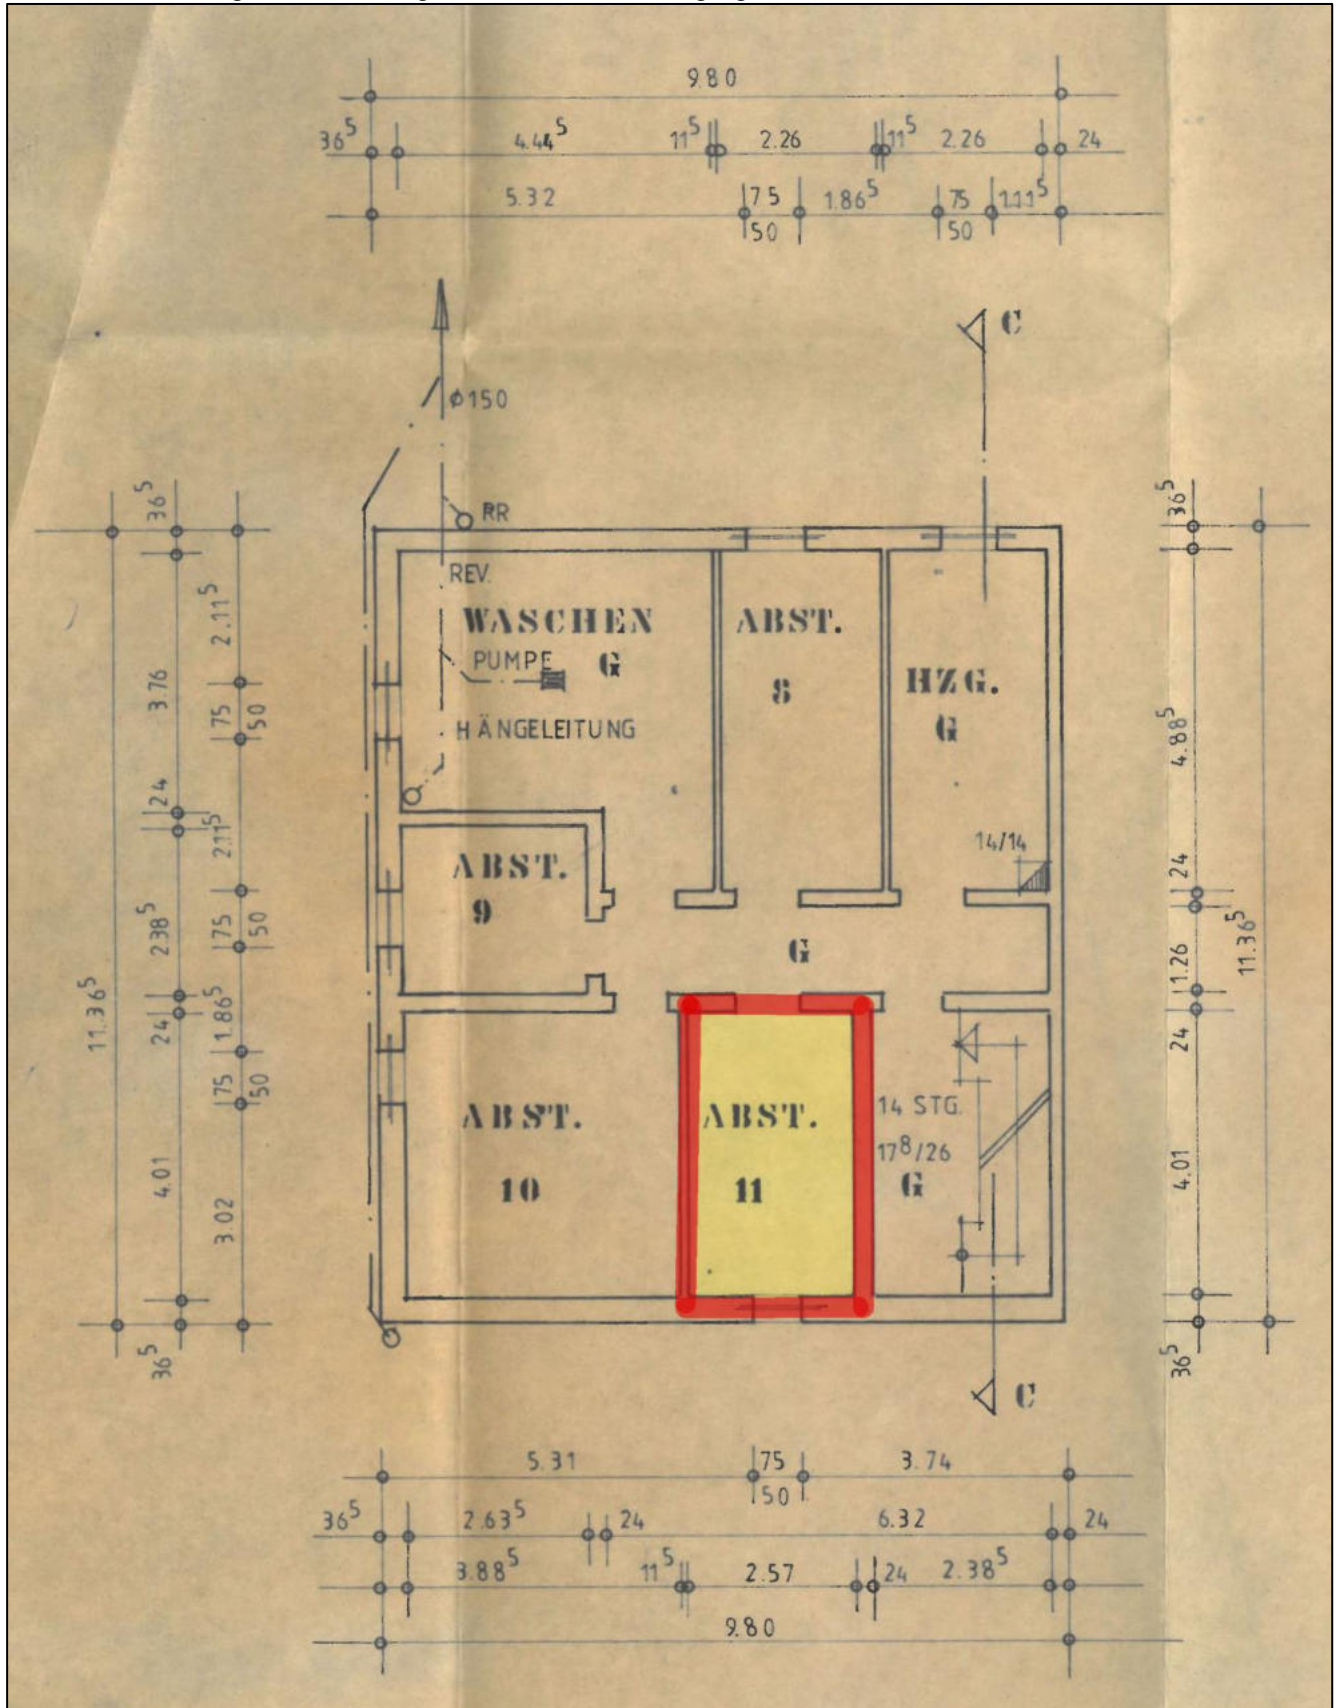 9.80
36⁵ 4.44⁵ 11⁵ 2.26 11⁵ 2.26 24
5.32 75 1.86⁵ 75 1.11⁵
50 50
C
Ø150
RR
REV.
WASCHEN
PUMPE G
HÄNGELEITUNG
ABST.
8
HZG.
G
14/14
ABST.
9
G
ABST.
10
ABST.
11
14 STG.
17⁸/26
G
C
11.36⁵
36⁵
3.76
24
2.38⁵
24
4.01
36⁵
2.11⁵
75
50
2.11⁵
75
50
1.86⁵
75
50
3.02
36⁵
4.88⁵
24
1.26
24
4.01
36⁵
11.36⁵
5.31 75 3.74
50
36⁵ 2.63⁵ 24 6.32 24
3.88⁵ 11⁵ 2.57 24 2.38⁵
9.80